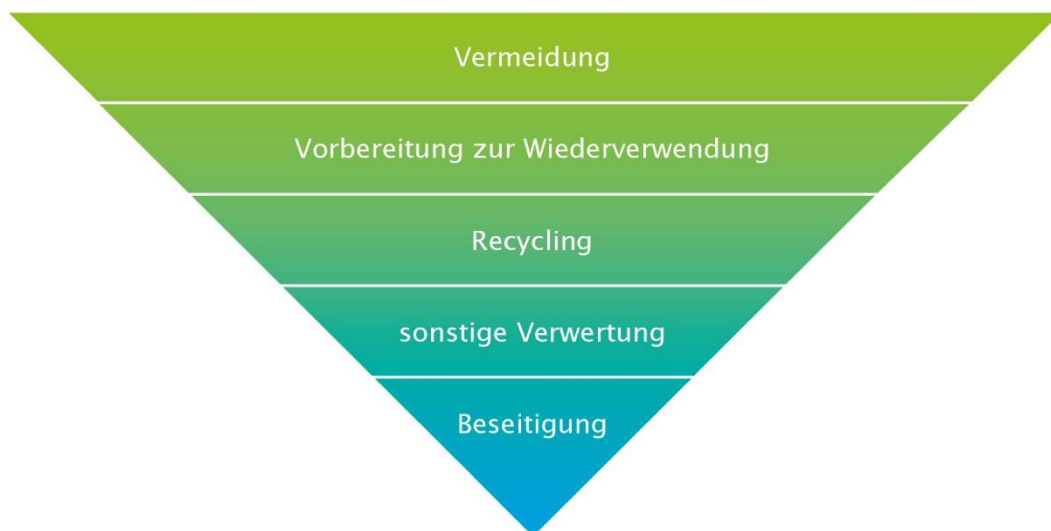 Vermeidung
Vorbereitung zur Wiederverwendung
Recycling
sonstige Verwertung
Beseitigung